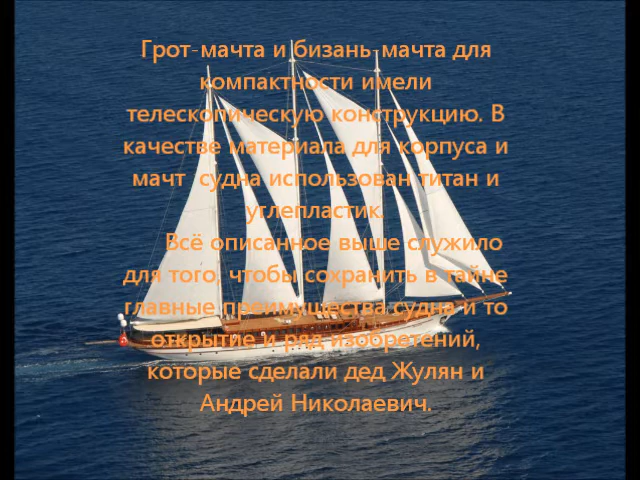 Грот-мачта и бизань-мачта для
компактности имели
телескопическую конструкцию. В
качестве материала для корпуса и
мачт судна использован титан и
углепластик.
Всё описанное выше служило
для того, чтобы сохранить в тайне
главные преимущества судна и то
открытие и ряд изобретений,
которые сделали дед Жулян и
Андрей Николаевич.